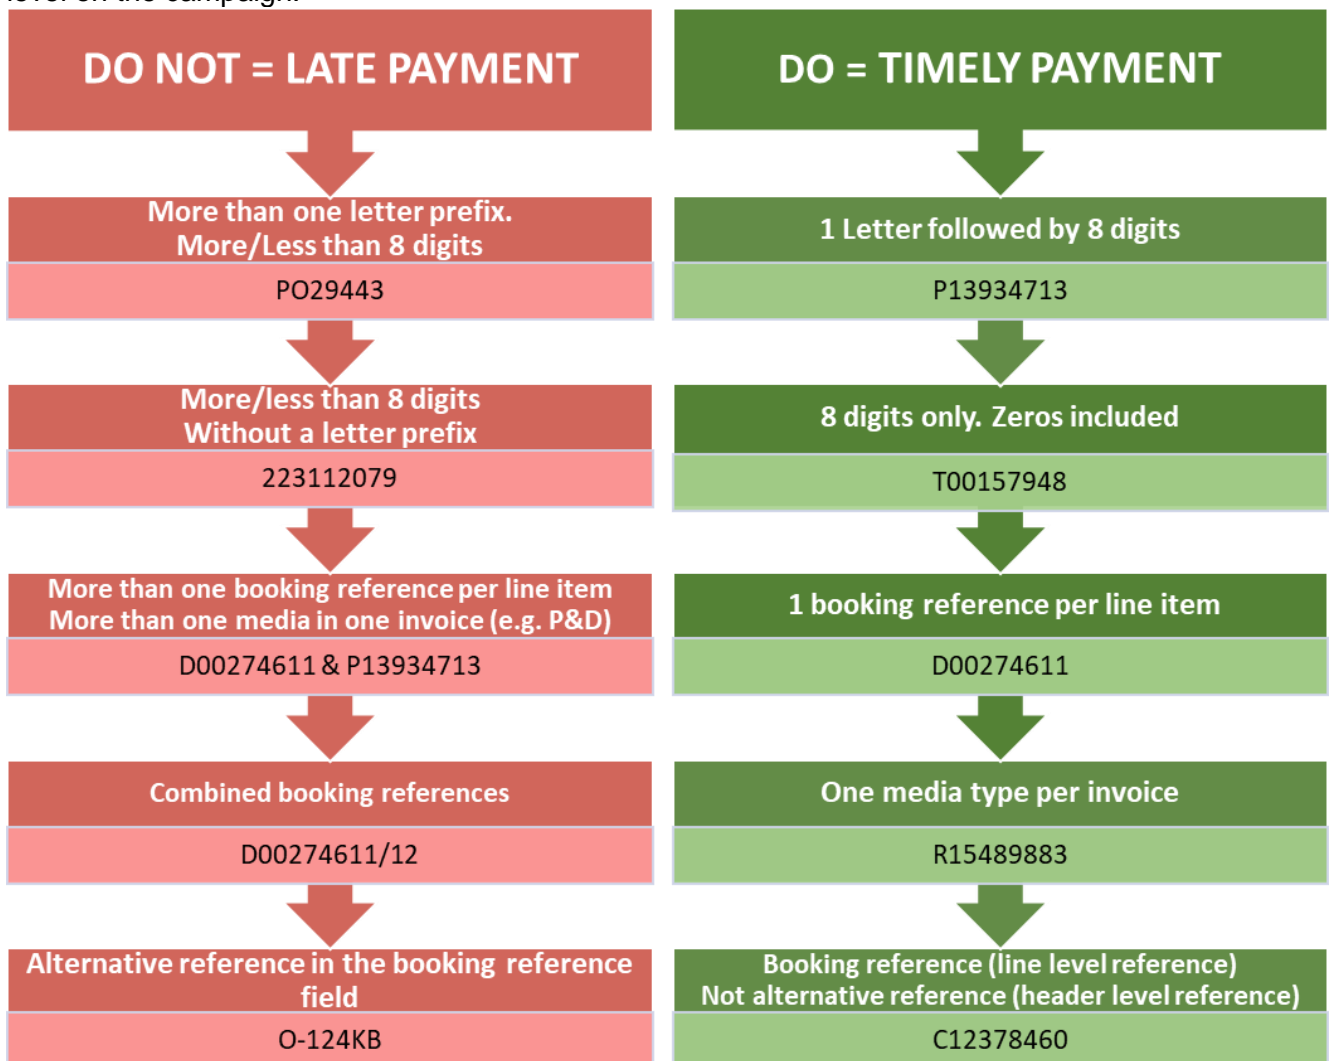 level on the campaign.
DO NOT = LATE PAYMENT
More than one letter prefix.
More/Less than 8 digits
PO29443
More/less than 8 digits
Without a letter prefix
223112079
More than one booking reference per line item
More than one media in one invoice (e.g. P&D)
D00274611 & P13934713
Combined booking references
D00274611/12
Alternative reference in the booking reference
field
O-124KB
DO = TIMELY PAYMENT
1 Letter followed by 8 digits
P13934713
8 digits only. Zeros included
T00157948
1 booking reference per line item
D00274611
One media type per invoice
R15489883
Booking reference (line level reference)
Not alternative reference (header level reference)
C12378460